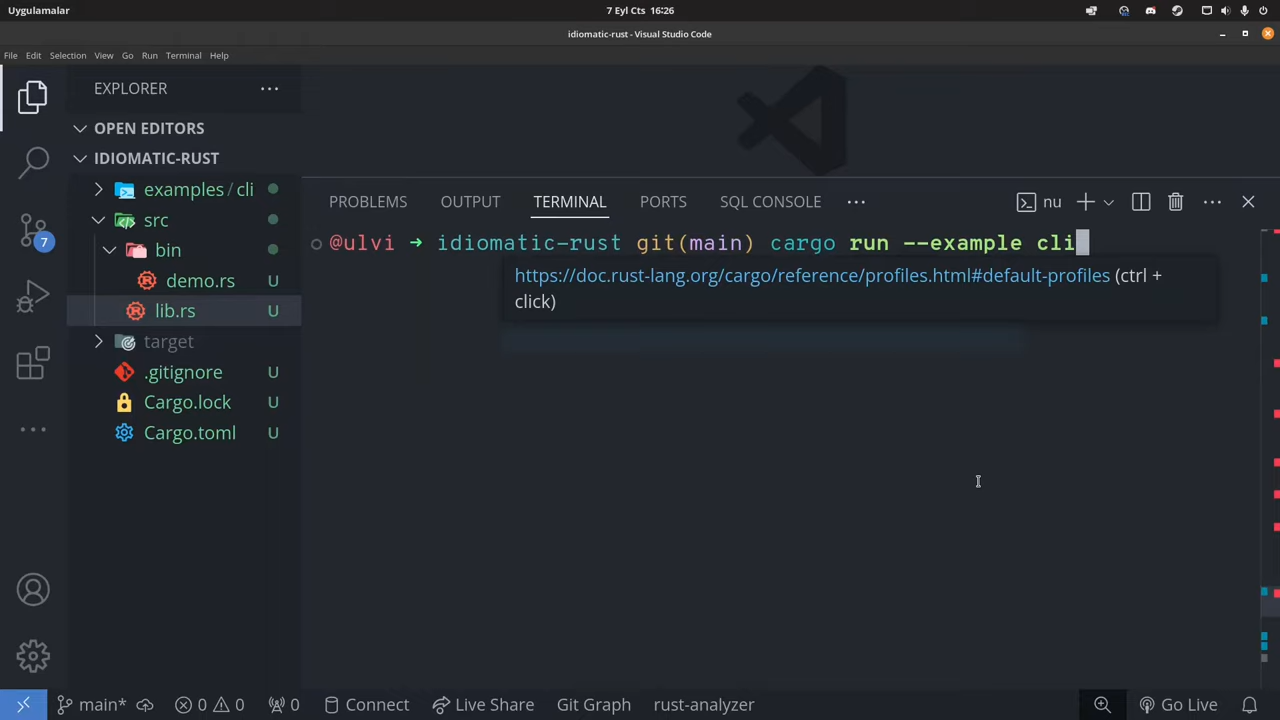 Uygulamalar
7 Eyl Cts 16:26
idiomatic-rust - Visual Studio Code
File Edit Selection View Go Run Terminal Help
EXPLORER
OPEN EDITORS
IDIOMATIC-RUST
examples / cli
src
bin
demo.rs U
lib.rs U
target
.gitignore U
Cargo.lock U
Cargo.toml U
7
PROBLEMS OUTPUT TERMINAL PORTS SQL CONSOLE
nu
@ulvi → idiomatic-rust git(main) cargo run --example cli
https://doc.rust-lang.org/cargo/reference/profiles.html#default-profiles (ctrl +
click)
main* 0 0 0 Connect Live Share Git Graph rust-analyzer Go Live